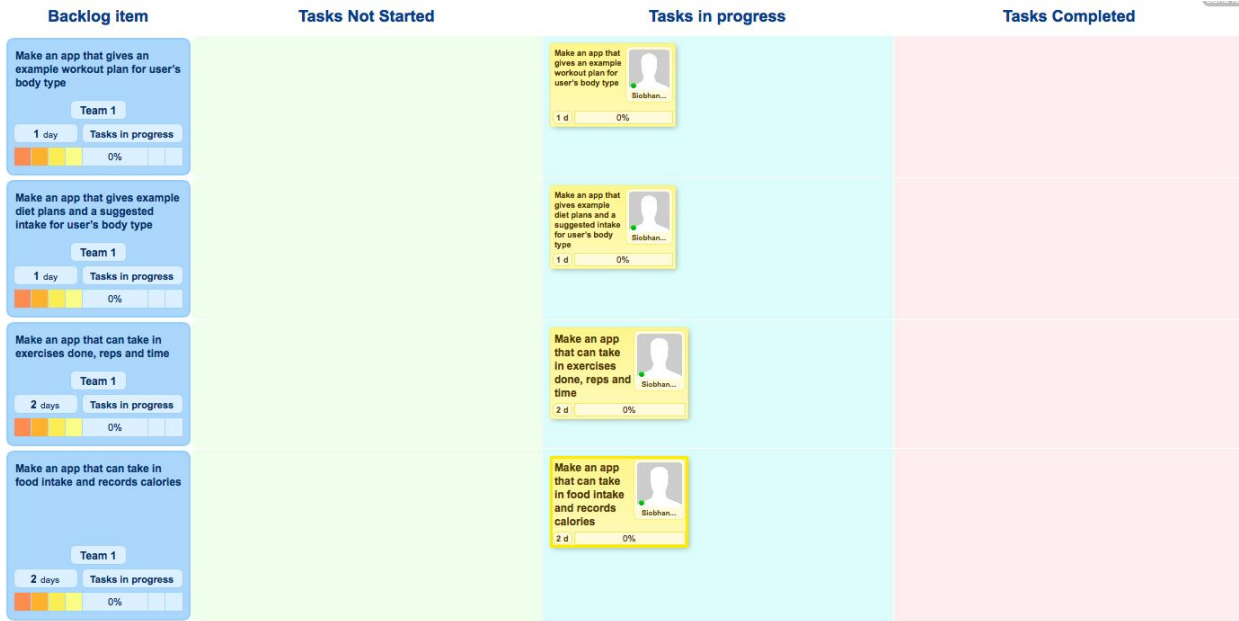 Backlog item
Tasks Not Started
Tasks in progress
Tasks Completed
Make an app that gives an
example workout plan for user's
body type
Team 1
1 day
Tasks in progress
0%
Make an app that
gives an example
workout plan for
user's body type
Siobhan...
1 d
0%
Make an app that gives example
diet plans and a suggested
intake for user's body type
Team 1
1 day
Tasks in progress
0%
Make an app that
gives example
diet plans and a
suggested intake
for user's body
type
Siobhan...
1 d
0%
Make an app that can take in
exercises done, reps and time
Team 1
2 days
Tasks in progress
0%
Make an app
that can take
in exercises
done, reps and
time
Siobhan...
2 d
0%
Make an app that can take in
food intake and records calories
Team 1
2 days
Tasks in progress
0%
Make an app
that can take
in food intake
and records
calories
Siobhan...
2 d
0%